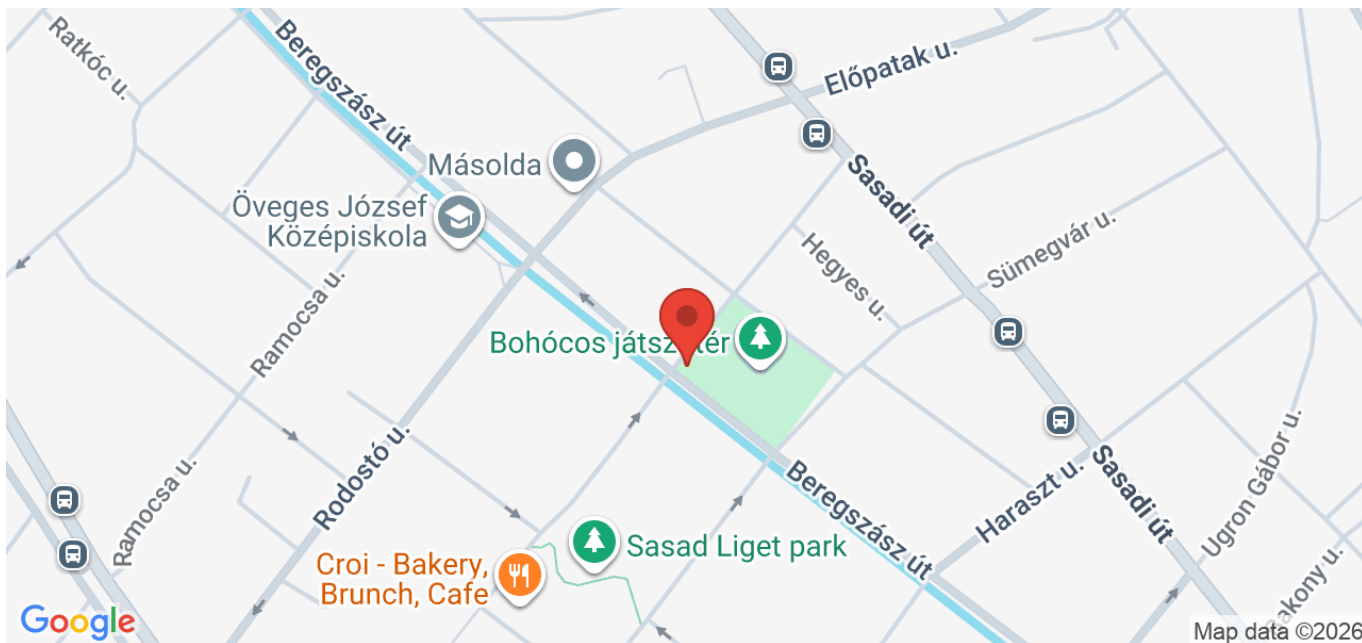 Ratkóc u.
Beregszász út
Előpatak u.
Másolda
Öveges József
Középiskola
Sasadi út
Hegyes u.
Sümegvár u.
Ramocsa u.
Bohócos játszótér
Rodostó u.
Ramocsa u.
Beregszász út
Haraszt u.
Sasadi út
Ugron Gábor u.
Sasad Liget park
Croi - Bakery,
Brunch, Cafe
Google
Map data ©2026